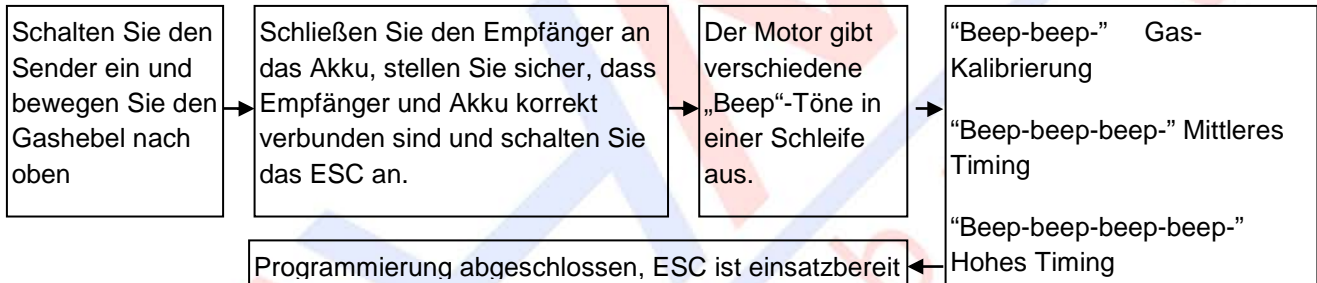 Schalten Sie den
Sender ein und
bewegen Sie den
Gashebel nach
oben
Schließen Sie den Empfänger an
das Akku, stellen Sie sicher, dass
Empfänger und Akku korrekt
verbunden sind und schalten Sie
das ESC an.
Der Motor gibt
verschiedene
„Beep“-Töne in
einer Schleife
aus.
“Beep-beep-” Gas-
Kalibrierung
“Beep-beep-beep-” Mittleres
Timing
“Beep-beep-beep-beep-”
Hohes Timing
Programmierung abgeschlossen, ESC ist einsatzbereit